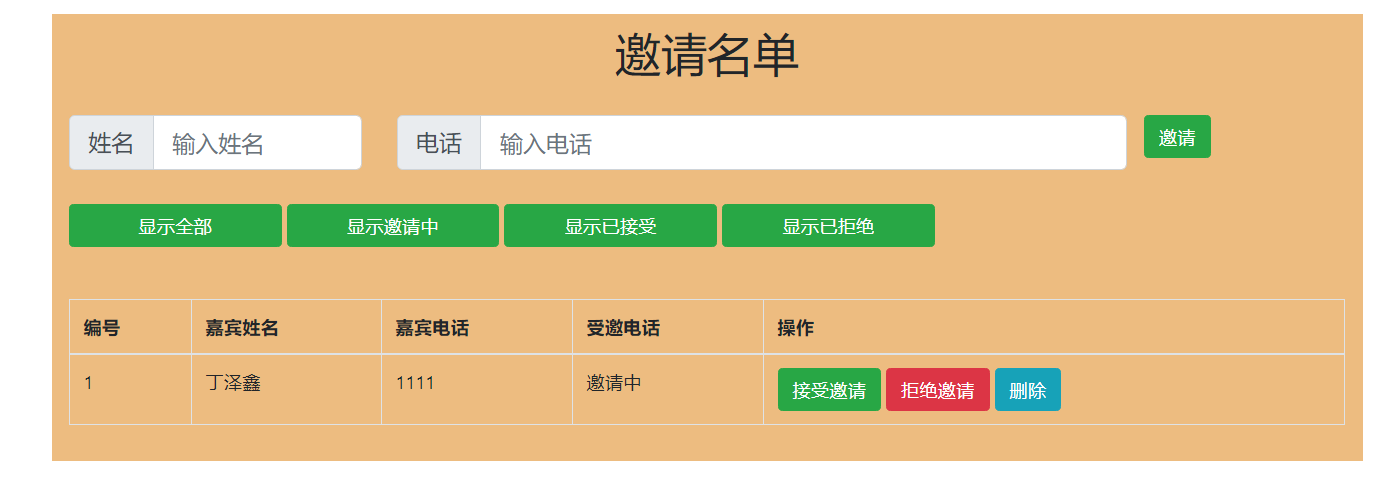 邀请名单
姓名 输入姓名 电话 输入电话 邀请
显示全部 显示邀请中 显示已接受 显示已拒绝
编号 嘉宾姓名 嘉宾电话 受邀电话 操作
1 丁泽鑫 1111 邀请中 接受邀请 拒绝邀请 删除